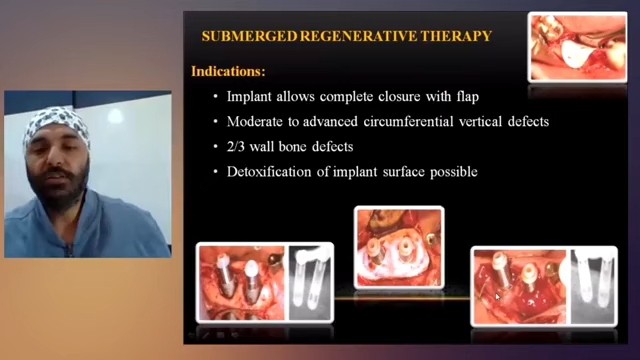 SUBMERGED REGENERATIVE THERAPY
Indications:
• Implant allows complete closure with flap
• Moderate to advanced circumferential vertical defects
• 2/3 wall bone defects
• Detoxification of implant surface possible